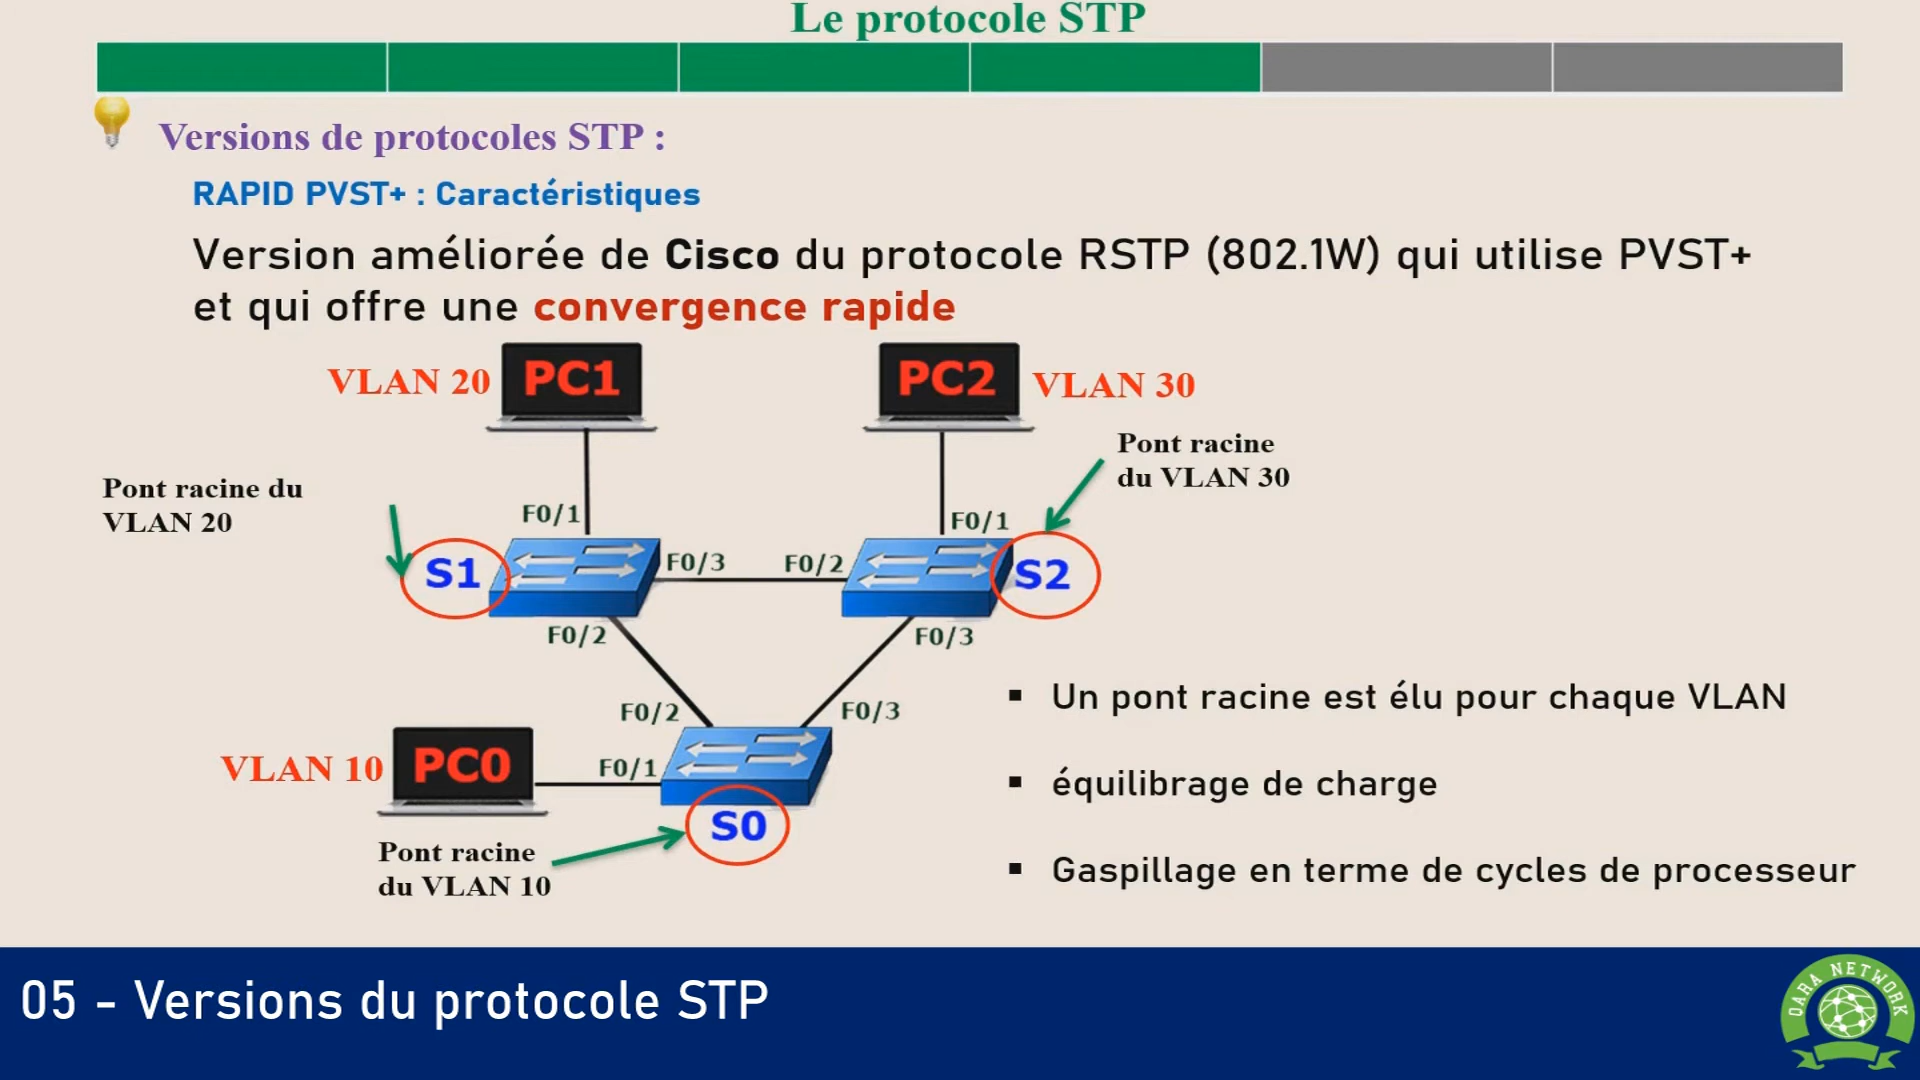 Le protocole STP
Versions de protocoles STP :
RAPID PVST+ : Caractéristiques
Version améliorée de Cisco du protocole RSTP (802.1W) qui utilise PVST+
et qui offre une convergence rapide
VLAN 20
PC1
PC2
VLAN 30
Pont racine
du VLAN 30
Pont racine du
VLAN 20
F0/1
F0/1
S1
F0/3
F0/2
S2
F0/2
F0/3
F0/2
F0/3
VLAN 10
PC0
F0/1
S0
Pont racine
du VLAN 10
▪ Un pont racine est élu pour chaque VLAN
▪ équilibrage de charge
▪ Gaspillage en terme de cycles de processeur
05 - Versions du protocole STP
OARA NETWORK